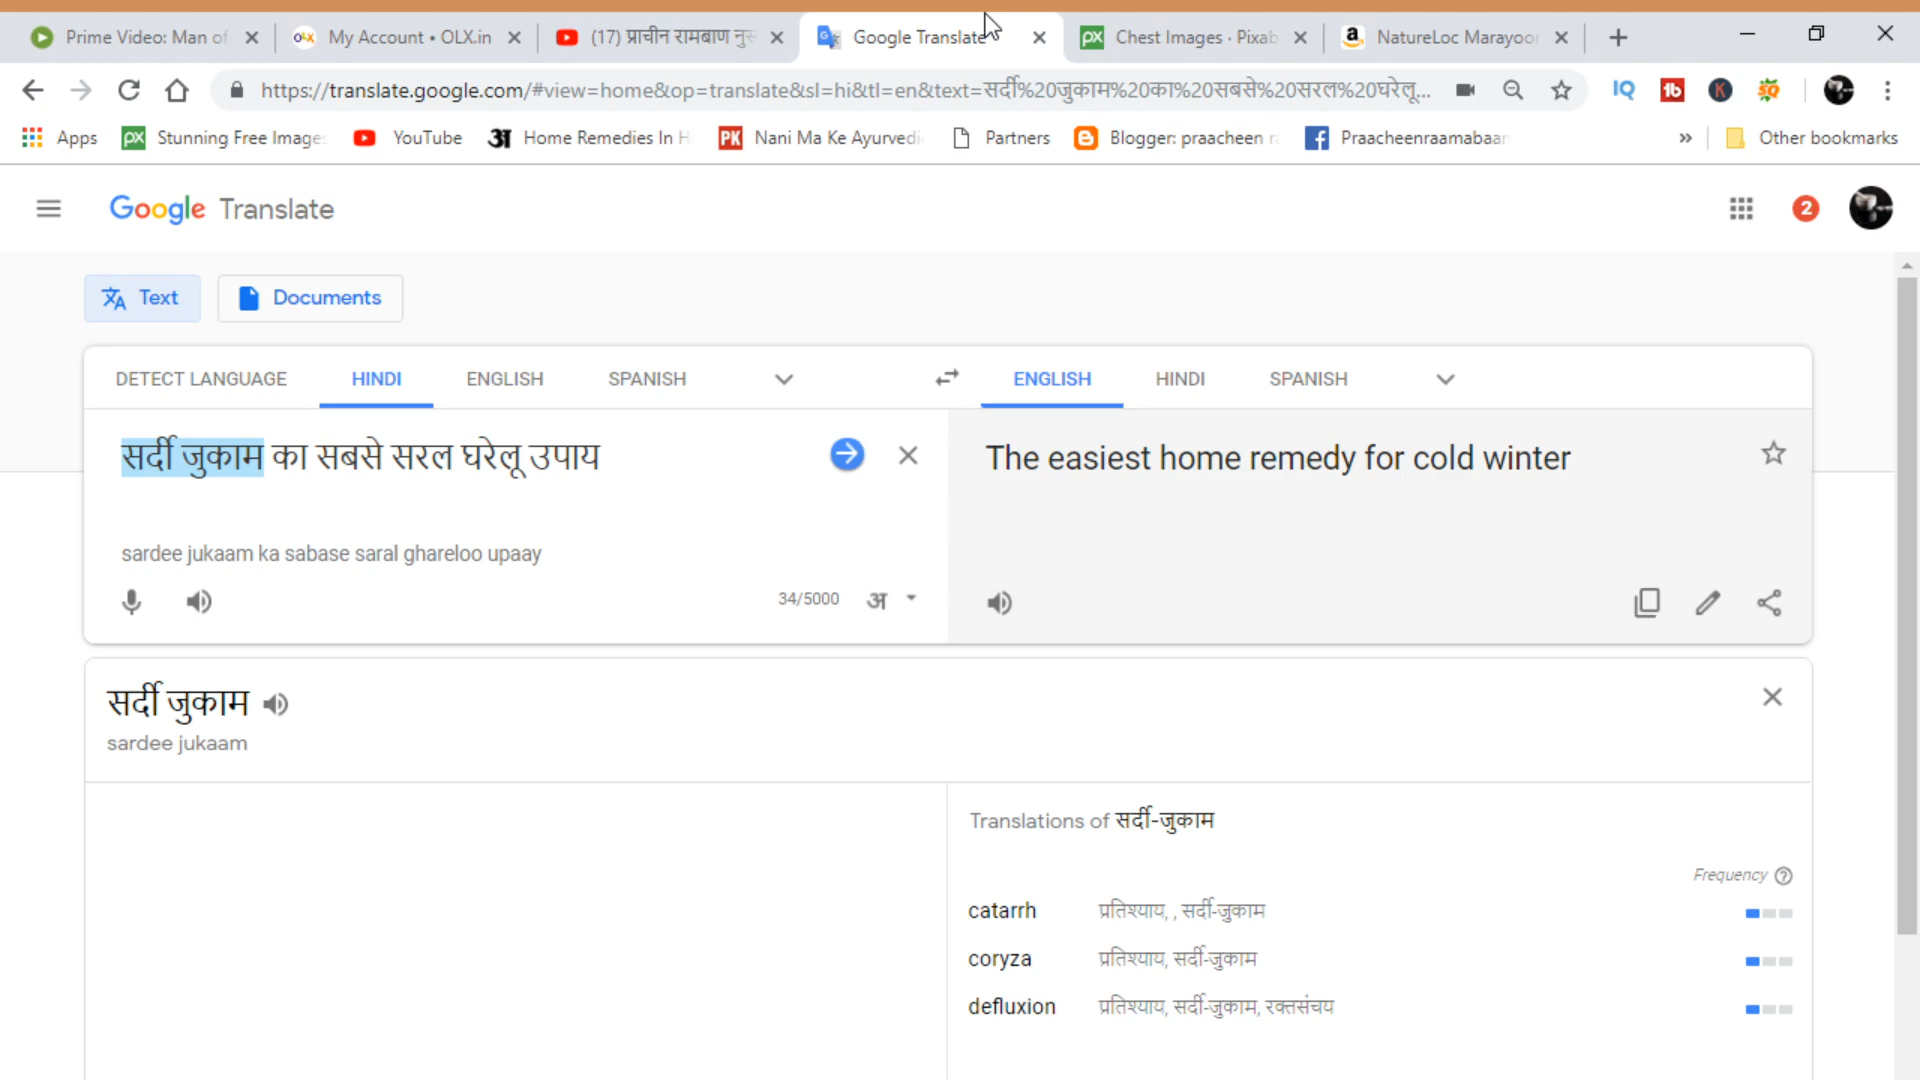 Prime Video: Man of
My Account • OLX.in
(17) प्राचीन रामबाण नुस
Google Translate
Chest Images · Pixab
NatureLoc Marayoor
https://translate.google.com/#view=home&op=translate&sl=hi&tl=en&text=सर्दी%20जुकाम%20का%20सबसे%20सरल%20घरेलू...
Apps
Stunning Free Images
YouTube
Home Remedies In H
Nani Ma Ke Ayurvedi
Partners
Blogger: praacheen ra
Praacheenraamabaan
»
Other bookmarks
Google Translate
2
Text
Documents
DETECT LANGUAGE
HINDI
ENGLISH
SPANISH
ENGLISH
HINDI
SPANISH
सर्दी जुकाम का सबसे सरल घरेलू उपाय
The easiest home remedy for cold winter
sardee jukaam ka sabase saral ghareloo upaay
34/5000
अ
सर्दी जुकाम
sardee jukaam
Translations of सर्दी-जुकाम
Frequency
catarrh प्रतिश्याय, , सर्दी-जुकाम
coryza प्रतिश्याय, सर्दी-जुकाम
defluxion प्रतिश्याय, सर्दी-जुकाम, रक्तसंचय